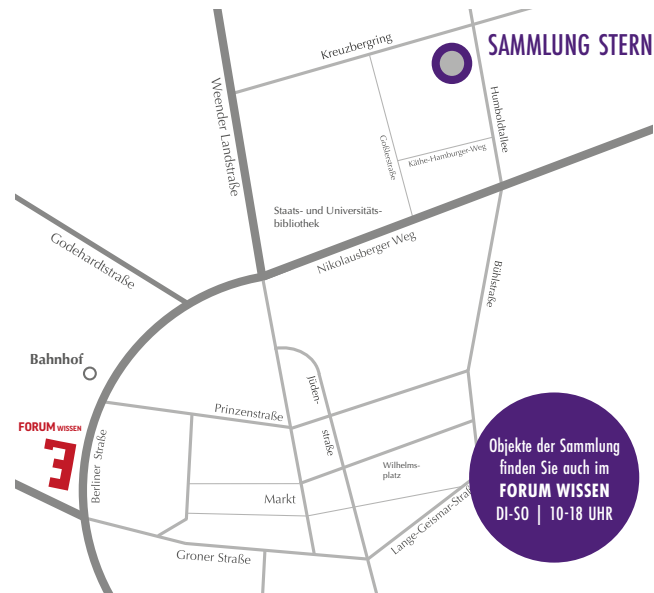 SAMMLUNG STERN
Kreuzbergring
Weender Landstraße
Humboldtallee
Goßlerstraße
Käthe-Hamburger-Weg
Staats- und Universitäts-
bibliothek
Nikolausberger Weg
Godehardtstraße
Bühlstraße
Bahnhof
Jüden-
straße
Prinzenstraße
FORUM WISSEN
Berliner Straße
Wilhelms-
platz
Markt
Lange-Geismar-Straße
Groner Straße
Objekte der Sammlung
finden Sie auch im
FORUM WISSEN
DI-SO | 10-18 UHR